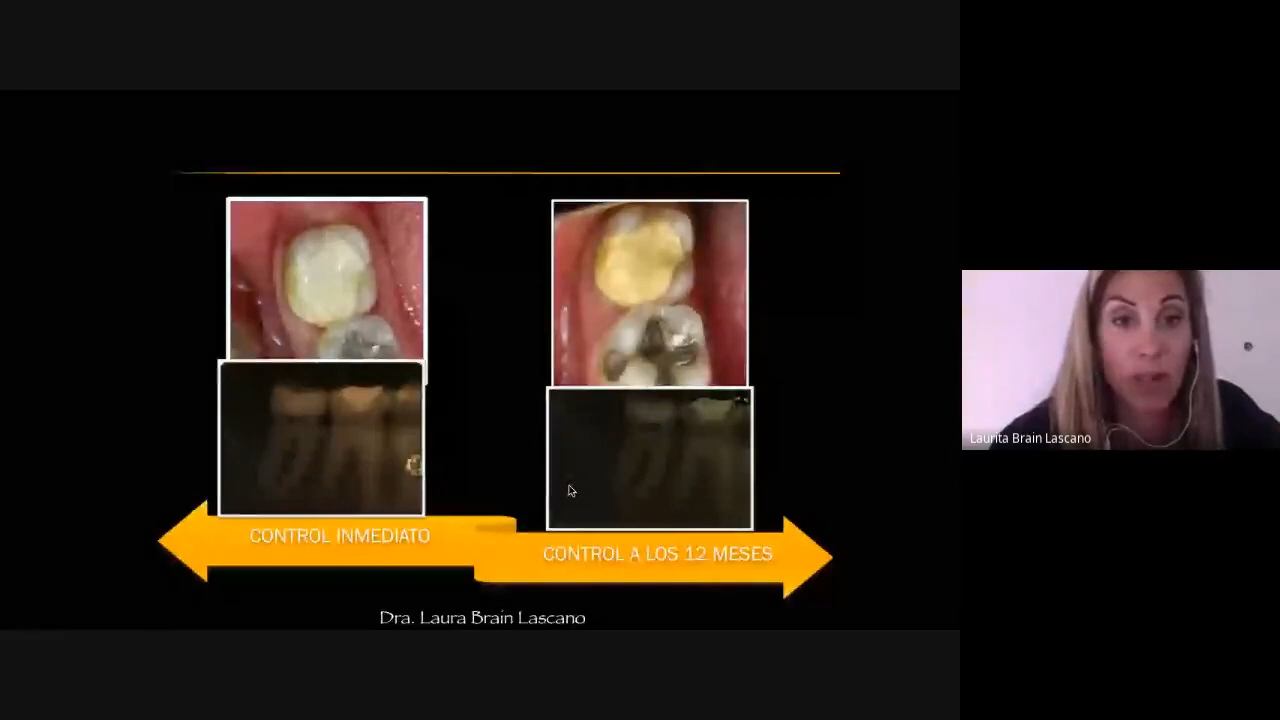 CONTROL INMEDIATO
CONTROL A LOS 12 MESES
Dra. Laura Brain Lascano
Laurita Brain Lascano